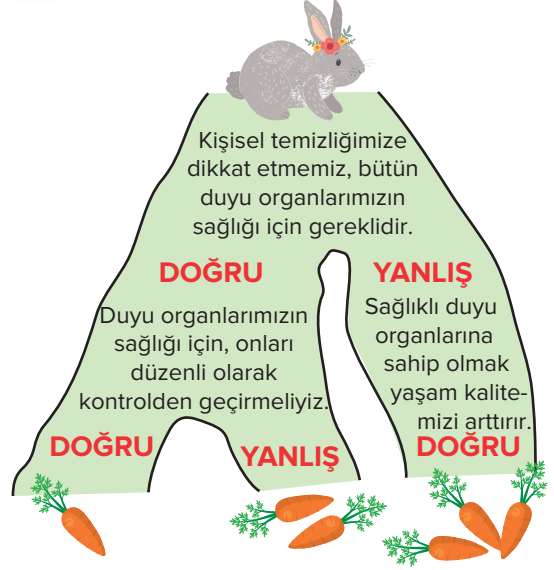 Kişisel temizliğimize
dikkat etmemiz, bütün
duyu organlarımızın
sağlığı için gereklidir.
DOĞRU
YANLIŞ
Duyu organlarımızın
sağlığı için, onları
düzenli olarak
kontrolden geçirmeliyiz.
DOĞRU
YANLIŞ
Sağlıklı duyu
organlarına
sahip olmak
yaşam kalite-
mizi arttırır.
DOĞRU